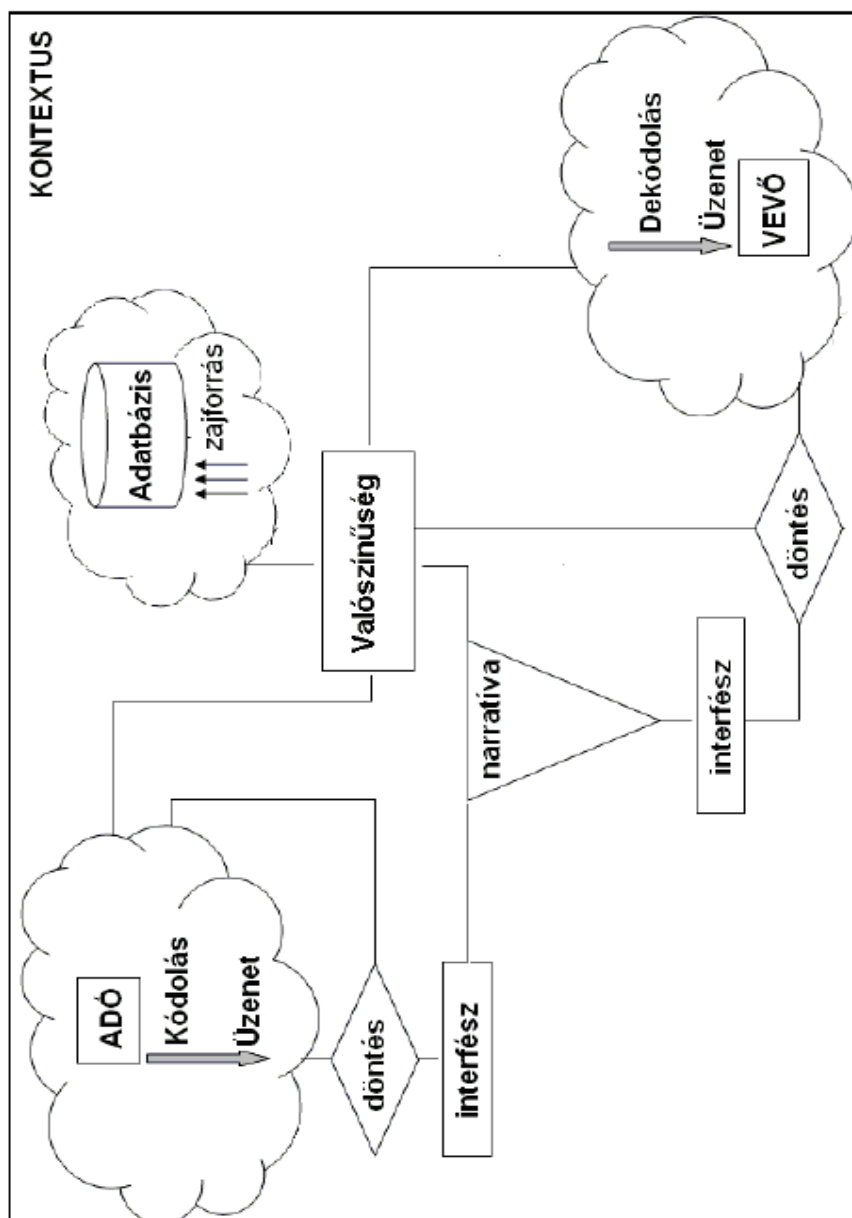 KONTEXTUS
ADÓ
Kódolás
Üzenet
döntés
interfész
Adatbázis
zajforrás
Valószínűség
narratíva
interfész
döntés
Dekódolás
Üzenet
VEVŐ